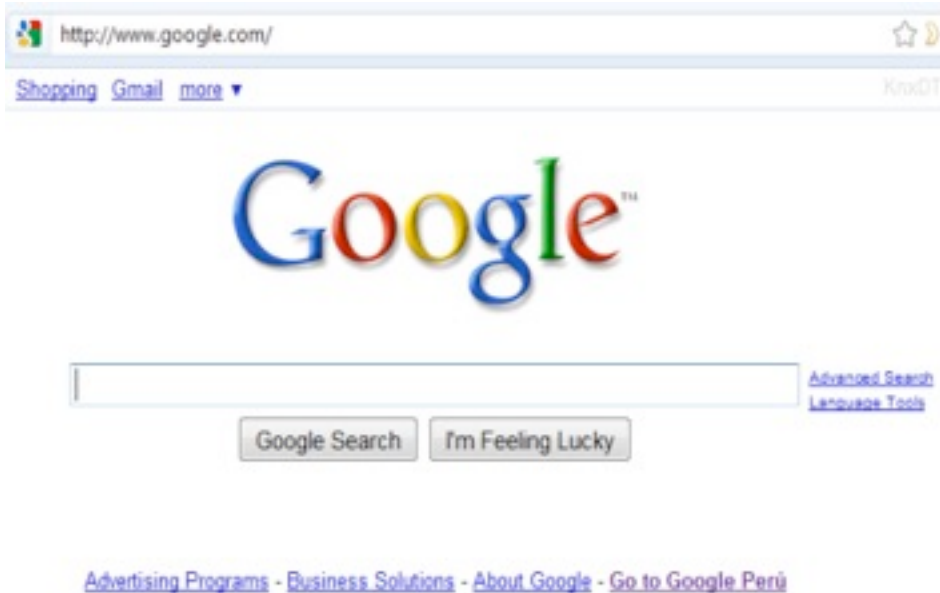 http://www.google.com/
Shopping Gmail more ▼
Google™
Advanced Search
Language Tools
Google Search I'm Feeling Lucky
Advertising Programs - Business Solutions - About Google - Go to Google Perú